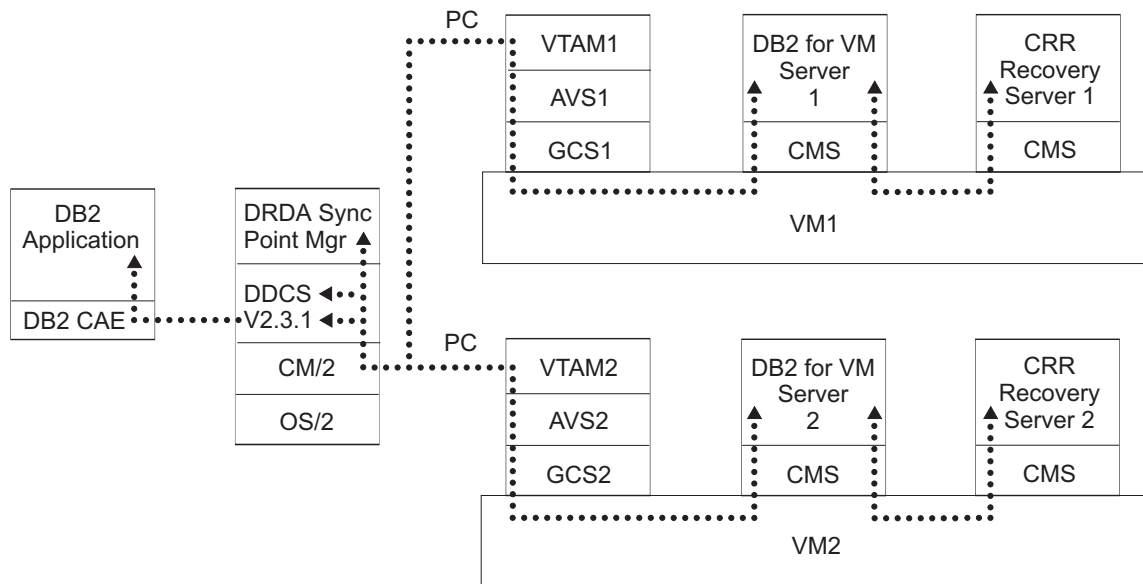 PC
VTAM1
AVS1
GCS1
DB2 for VM
Server
1
CMS
CRR
Recovery
Server 1
CMS
VM1
DB2
Application
DB2 CAE
DRDA Sync
Point Mgr
DDCS
V2.3.1
CM/2
OS/2
PC
VTAM2
AVS2
GCS2
DB2 for VM
Server
2
CMS
CRR
Recovery
Server 2
CMS
VM2